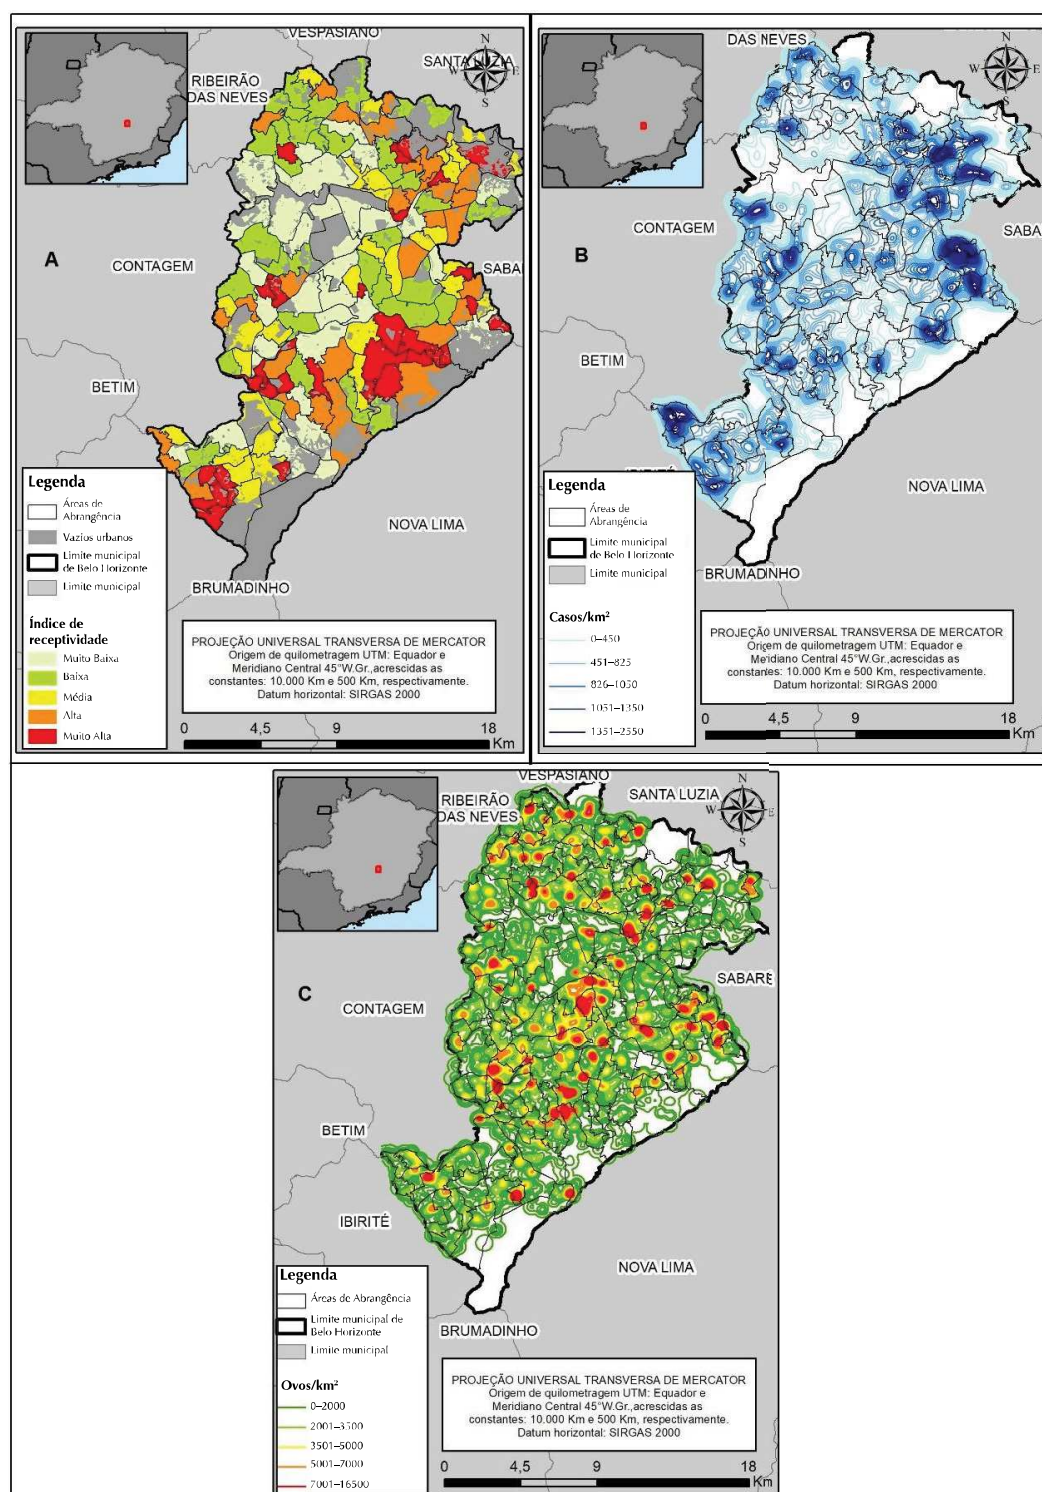 VESPASIANO
SANTA LUZIA
RIBEIRÃO
DAS NEVES
N
W
E
S
A
CONTAGEM
SABAR
BETIM
NOVA LIMA
BRUMADINHO
Legenda
Áreas de
Abrangência
Vazios urbanos
Limite municipal
de Belo Horizonte
Limite municipal
Índice de
receptividade
Muito Baixa
Baixa
Média
Alta
Muito Alta
PROJEÇÃO UNIVERSAL TRANSVERSA DE MERCATOR
Origem de quilometragem UTM: Equador e
Meridiano Central 45°W.Gr.,acrescidas as
constantes: 10.000 Km e 500 Km, respectivamente.
Datum horizontal: SIRGAS 2000
0 4,5 9 18
Km
DAS NEVES
N
W
E
S
B
CONTAGEM
SABA
BETIM
IBIRITÉ
NOVA LIMA
BRUMADINHO
Legenda
Áreas de
Abrangência
Limite municipal
de Belo Horizonte
Limite municipal
Casos/km²
0–450
451–825
826–1050
1051–1350
1351–2550
PROJEÇÃO UNIVERSAL TRANSVERSA DE MERCATOR
Origem de quilometragem UTM: Equador e
Meridiano Central 45°W.Gr.,acrescidas as
constantes: 10.000 Km e 500 Km, respectivamente.
Datum horizontal: SIRGAS 2000
0 4,5 9 18
Km
VESPASIANO
RIBEIRÃO
DAS NEVES
SANTA LUZIA
N
W
E
S
SABARÉ
C
CONTAGEM
BETIM
IBIRITÉ
NOVA LIMA
BRUMADINHO
Legenda
Áreas de Abrangência
Limite municipal de
Belo Horizonte
Limite municipal
Ovos/km²
0–2000
2001–3500
3501–5000
5001–7000
7001–16500
PROJEÇÃO UNIVERSAL TRANSVERSA DE MERCATOR
Origem de quilometragem UTM: Equador e
Meridiano Central 45°W.Gr.,acrescidas as
constantes: 10.000 Km e 500 Km, respectivamente.
Datum horizontal: SIRGAS 2000
0 4,5 9 18
Km